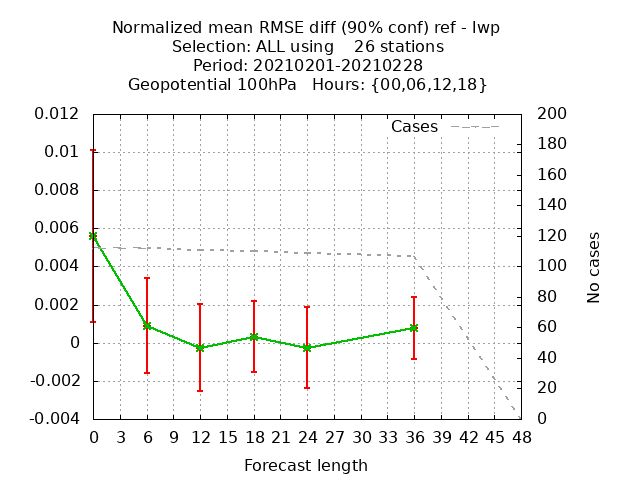 Normalized mean RMSE diff (90% conf) ref - lwp
Selection: ALL using    26 stations
Period: 20210201-20210228
Geopotential 100hPa   Hours: {00,06,12,18}
Cases
0.012
0.01
0.008
0.006
0.004
0.002
0
-0.002
-0.004
200
180
160
140
120
100
80
60
40
20
0
No cases
0 3 6 9 12 15 18 21 24 27 30 33 36 39 42 45 48
Forecast length